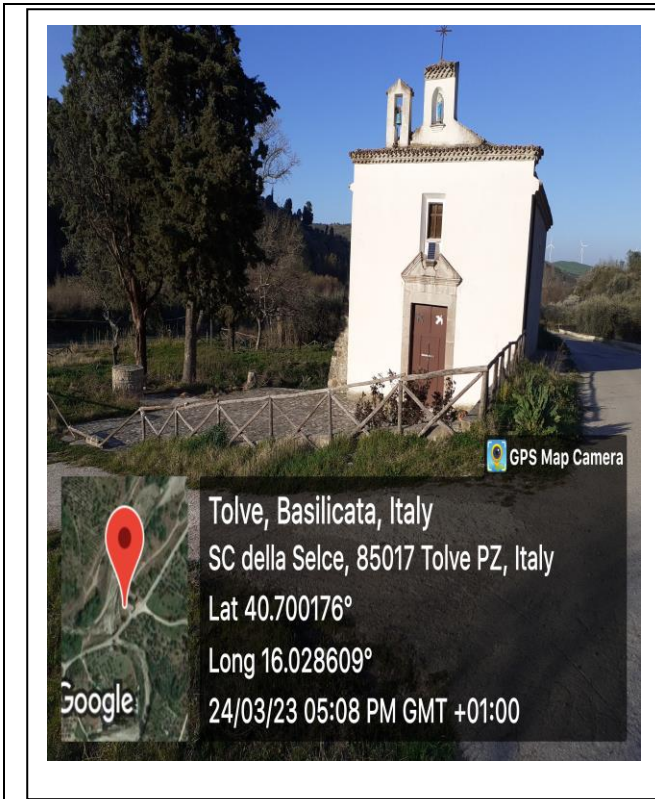 GPS Map Camera
Tolve, Basilicata, Italy
SC della Selce, 85017 Tolve PZ, Italy
Lat 40.700176°
Long 16.028609°
24/03/23 05:08 PM GMT +01:00
Google